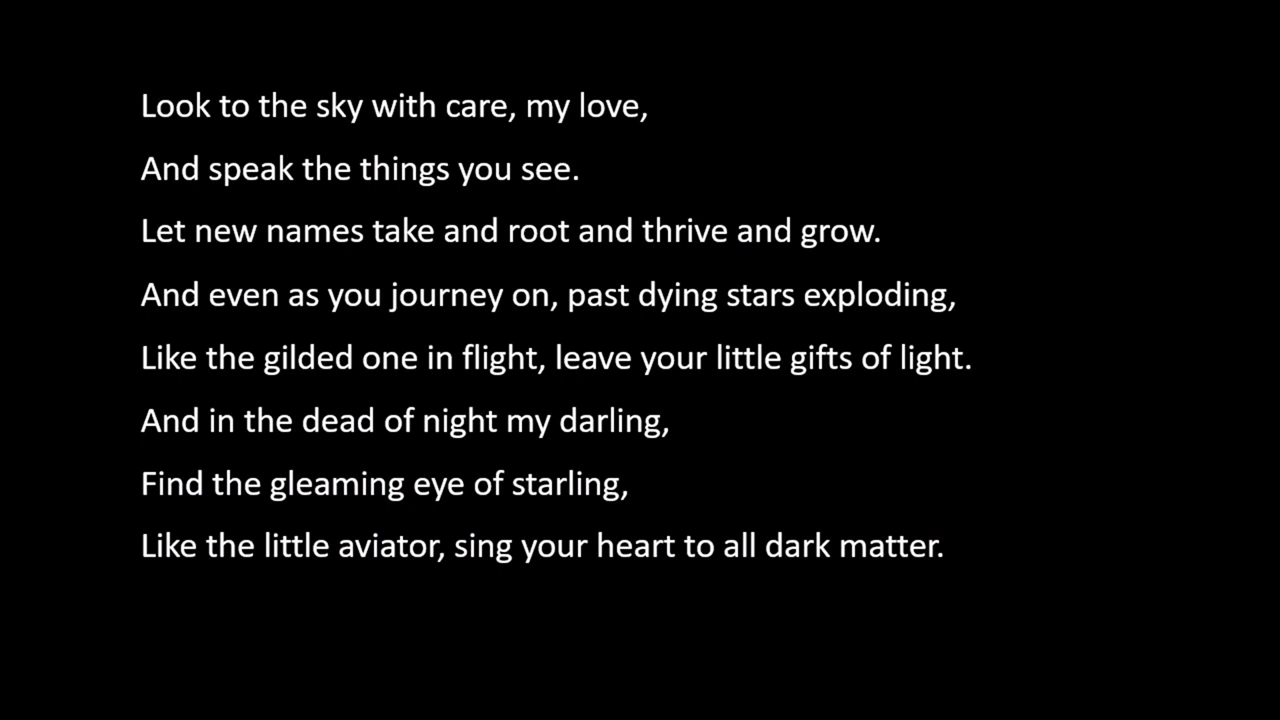 Look to the sky with care, my love,
And speak the things you see.
Let new names take and root and thrive and grow.
And even as you journey on, past dying stars exploding,
Like the gilded one in flight, leave your little gifts of light.
And in the dead of night my darling,
Find the gleaming eye of starling,
Like the little aviator, sing your heart to all dark matter.